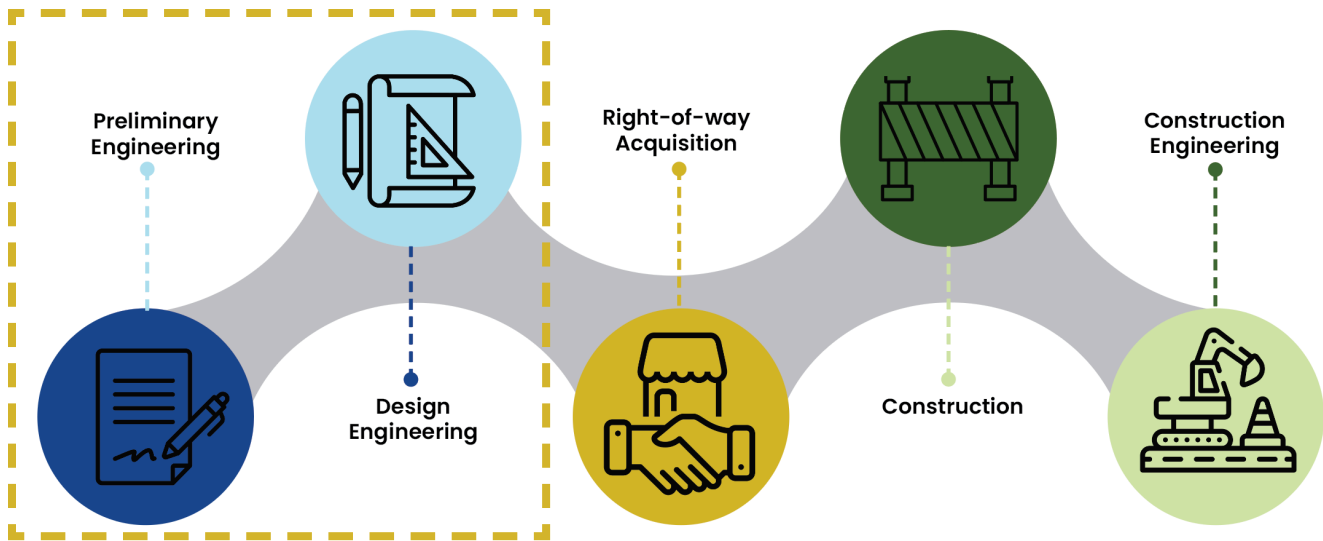 Preliminary
Engineering
Design
Engineering
Right-of-way
Acquisition
Construction
Construction
Engineering